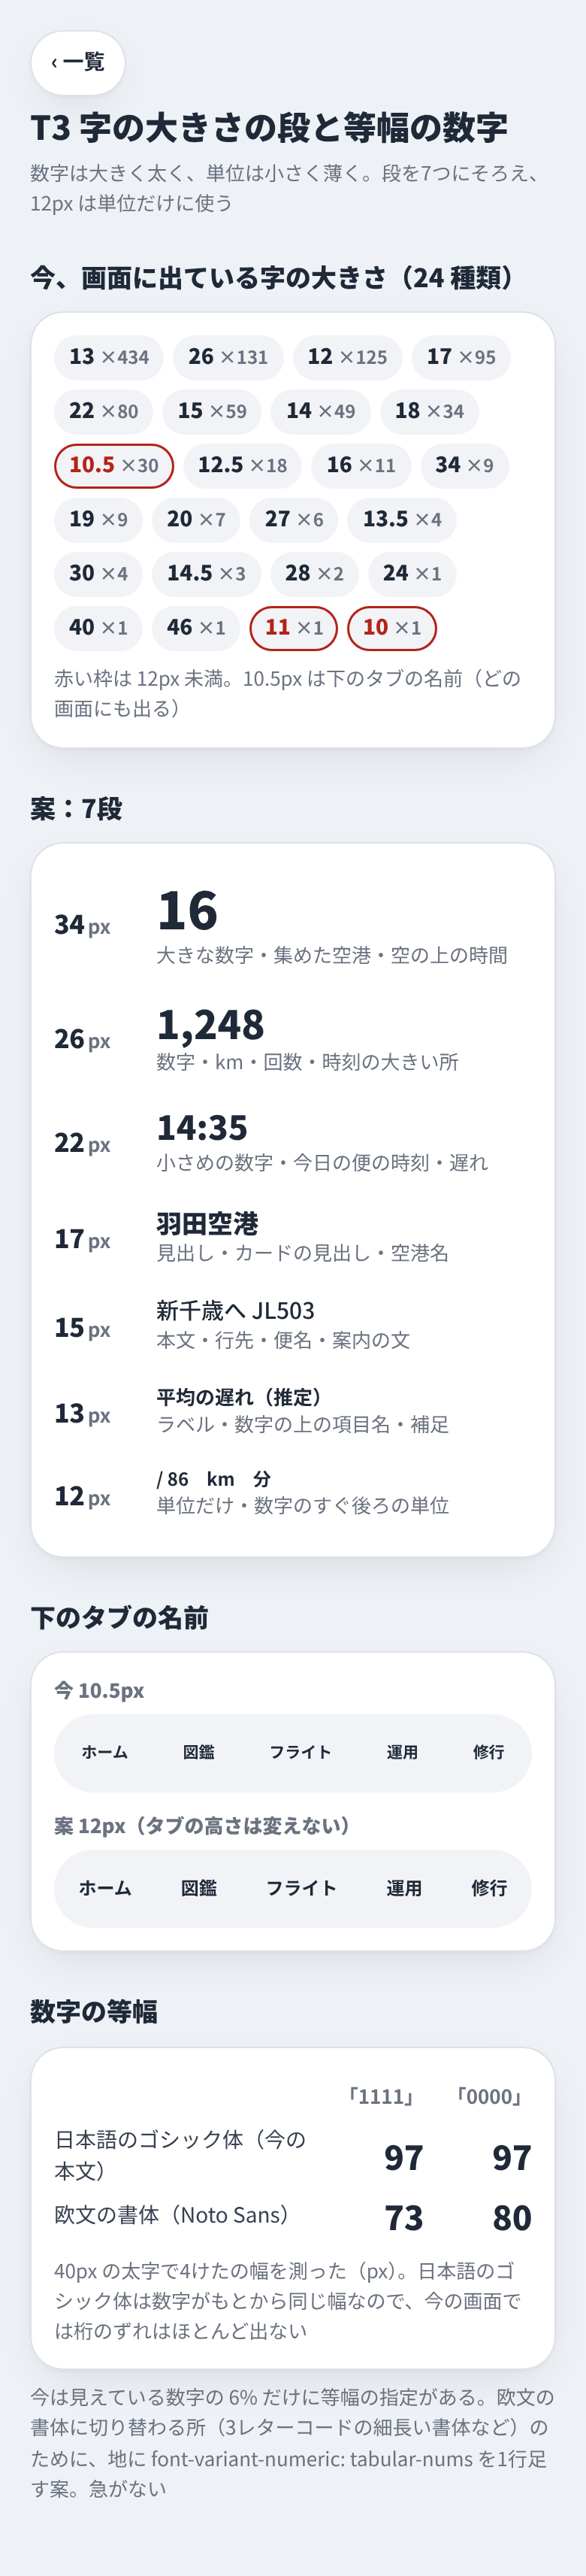 ‹ 一覧
T3 字の大きさの段と等幅の数字
数字は大きく太く、単位は小さく薄く。段を7つにそろえ、
12px は単位だけに使う
今、画面に出ている字の大きさ（24 種類）
13 ×434 26 ×131 12 ×125 17 ×95
22 ×80 15 ×59 14 ×49 18 ×34
10.5 ×30 12.5 ×18 16 ×11 34 ×9
19 ×9 20 ×7 27 ×6 13.5 ×4
30 ×4 14.5 ×3 28 ×2 24 ×1
40 ×1 46 ×1 11 ×1 10 ×1
赤い枠は 12px 未満。10.5px は下のタブの名前（どの
画面にも出る）
案：7段
34 px 16
大きな数字・集めた空港・空の上の時間
26 px 1,248
数字・km・回数・時刻の大きい所
22 px 14:35
小さめの数字・今日の便の時刻・遅れ
17 px 羽田空港
見出し・カードの見出し・空港名
15 px 新千歳へ JL503
本文・行先・便名・案内の文
13 px 平均の遅れ（推定）
ラベル・数字の上の項目名・補足
12 px / 86 km 分
単位だけ・数字のすぐ後ろの単位
下のタブの名前
今 10.5px
ホーム 図鑑 フライト 運用 修行
案 12px（タブの高さは変えない）
ホーム 図鑑 フライト 運用 修行
数字の等幅
「1111」 「0000」
日本語のゴシック体（今の
本文） 97 97
欧文の書体（Noto Sans） 73 80
40px の太字で4けたの幅を測った（px）。日本語のゴ
シック体は数字がもとから同じ幅なので、今の画面で
は桁のずれはほとんど出ない
今は見えている数字の 6% だけに等幅の指定がある。欧文の
書体に切り替わる所（3レターコードの細長い書体など）の
ために、地に font-variant-numeric: tabular-nums を1行足
す案。急がない